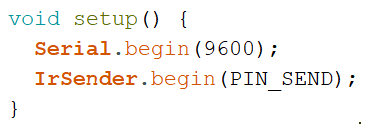 void setup() {
  Serial.begin(9600);
  IrSender.begin(PIN_SEND);
}